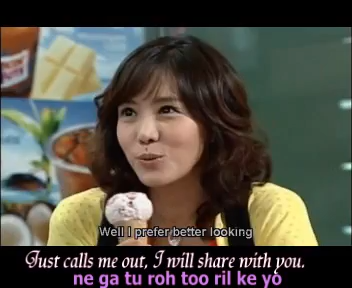 Well I prefer better looking
Just calls me out, I will share with you.
ne ga tu roh too ril ke yo